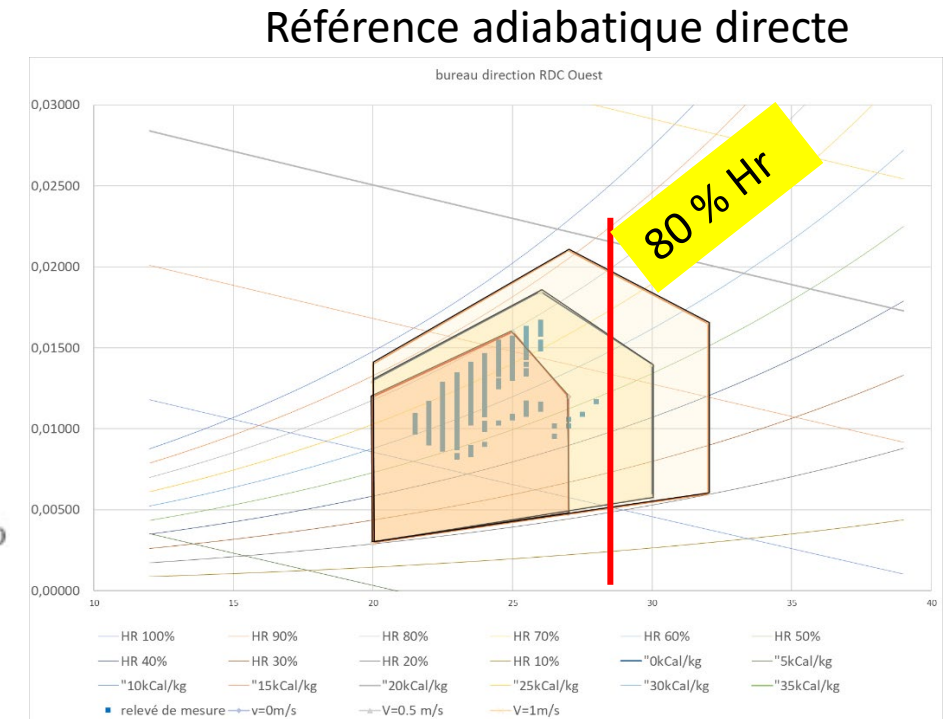 Référence adiabatique directe
bureau direction RDC Ouest
0,03000
0,02500
0,02000
0,01500
0,01000
0,00500
0,00000
80 % Hr
10 15 20 25 30 35 40
HR 100% HR 90% HR 80% HR 70% HR 60% HR 50%
HR 40% HR 30% HR 20% HR 10% "0kCal/kg "5kCal/kg
"10kCal/kg "15kCal/kg "20kCal/kg "25kCal/kg "30kCal/kg "35kCal/kg
relevé de mesure v=0m/s V=0.5 m/s V=1m/s